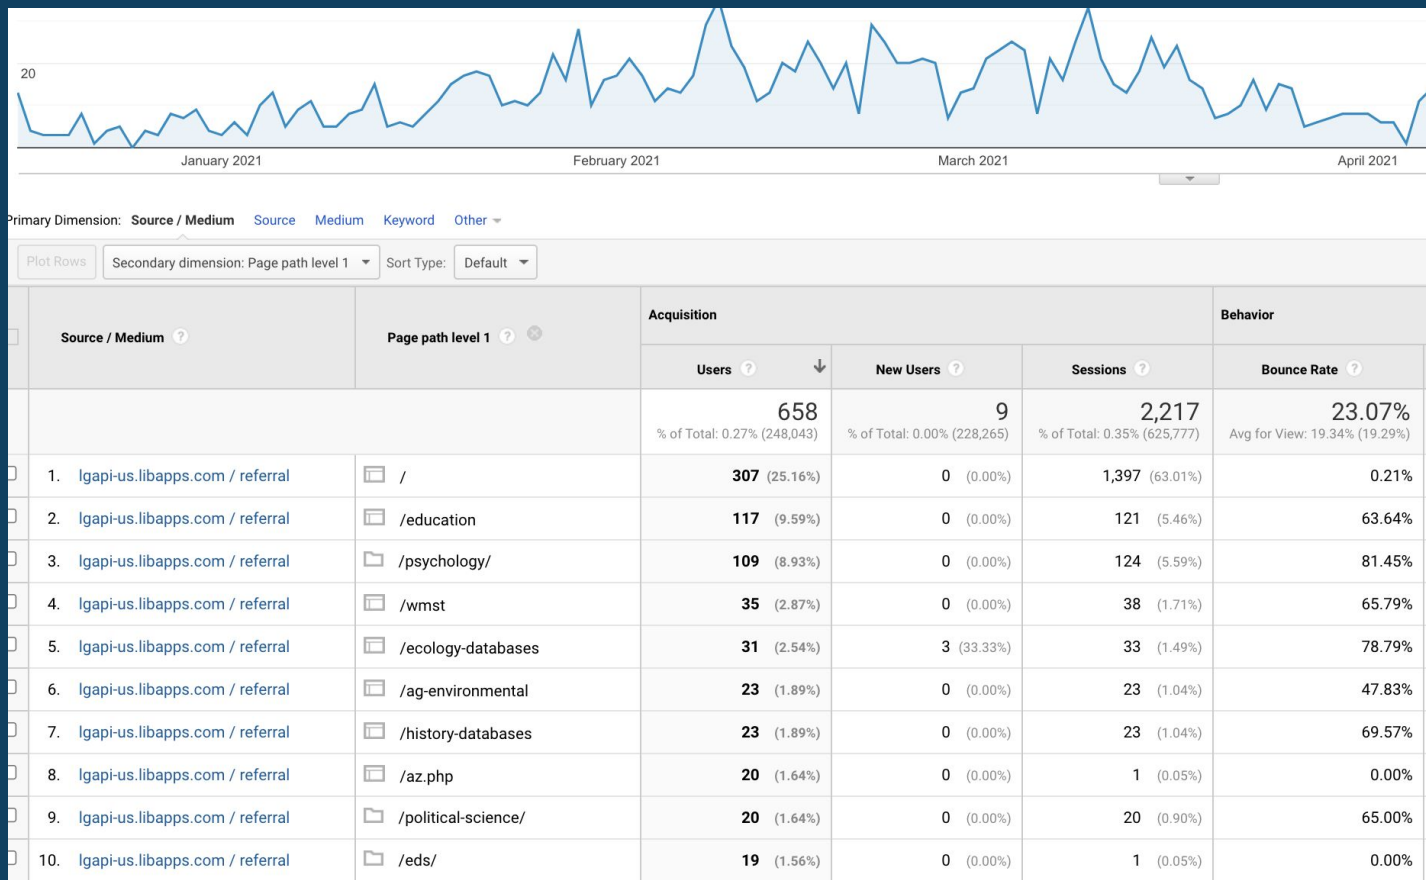 20
January 2021 February 2021 March 2021 April 2021
Primary Dimension: Source / Medium Source Medium Keyword Other
Plot Rows Secondary dimension: Page path level 1 Sort Type: Default
Acquisition Behavior
Source / Medium ? Page path level 1 ?
Users ? New Users ? Sessions ? Bounce Rate ?
658 9 2,217 23.07%
% of Total: 0.27% (248,043) % of Total: 0.00% (228,265) % of Total: 0.35% (625,777) Avg for View: 19.34% (19.29%)
1. lgapi-us.libapps.com / referral / 307 (25.16%) 0 (0.00%) 1,397 (63.01%) 0.21%
2. lgapi-us.libapps.com / referral /education 117 (9.59%) 0 (0.00%) 121 (5.46%) 63.64%
3. lgapi-us.libapps.com / referral /psychology/ 109 (8.93%) 0 (0.00%) 124 (5.59%) 81.45%
4. lgapi-us.libapps.com / referral /wmst 35 (2.87%) 0 (0.00%) 38 (1.71%) 65.79%
5. lgapi-us.libapps.com / referral /ecology-databases 31 (2.54%) 3 (33.33%) 33 (1.49%) 78.79%
6. lgapi-us.libapps.com / referral /ag-environmental 23 (1.89%) 0 (0.00%) 23 (1.04%) 47.83%
7. lgapi-us.libapps.com / referral /history-databases 23 (1.89%) 0 (0.00%) 23 (1.04%) 69.57%
8. lgapi-us.libapps.com / referral /az.php 20 (1.64%) 0 (0.00%) 1 (0.05%) 0.00%
9. lgapi-us.libapps.com / referral /political-science/ 20 (1.64%) 0 (0.00%) 20 (0.90%) 65.00%
10. lgapi-us.libapps.com / referral /eds/ 19 (1.56%) 0 (0.00%) 1 (0.05%) 0.00%